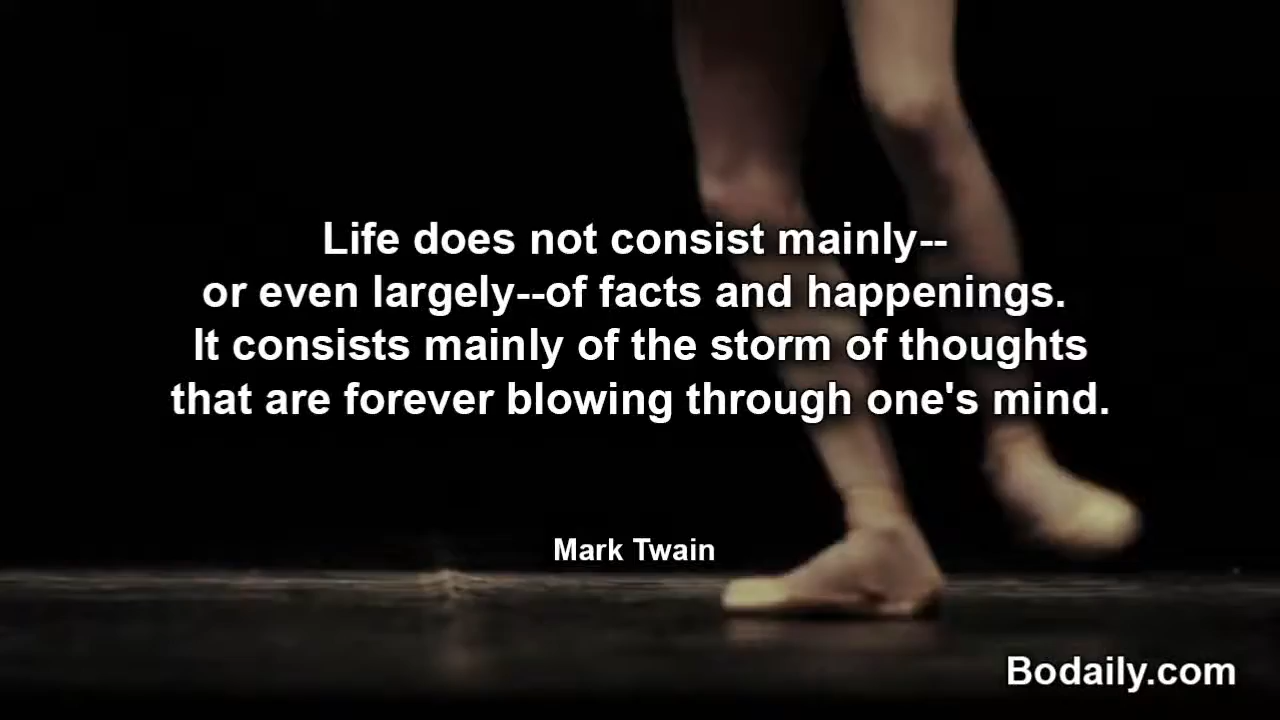 Life does not consist mainly--
or even largely--of facts and happenings.
It consists mainly of the storm of thoughts
that are forever blowing through one's mind.
Mark Twain
Bodaily.com